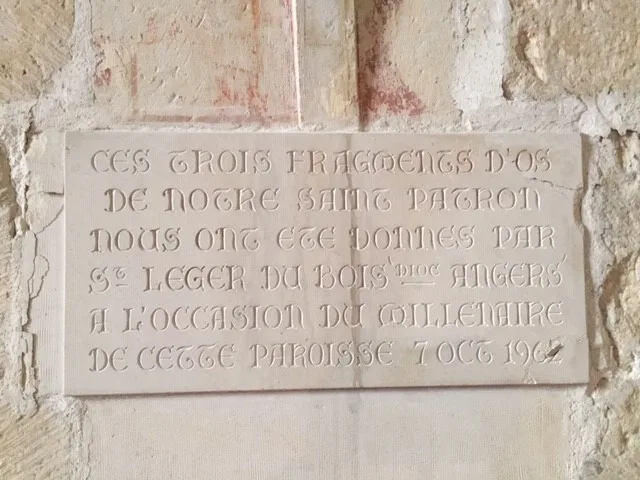 CES TROIS FRAGMENTS D'OS
DE NOTRE SAINT PATRON
NOUS ONT ETE DONNES PAR
St LEGER DU BOIS 'DIOC ANGERS'
A L'OCCASION DU MILLENAIRE
DE CETTE PAROISSE 7 OCT 1962